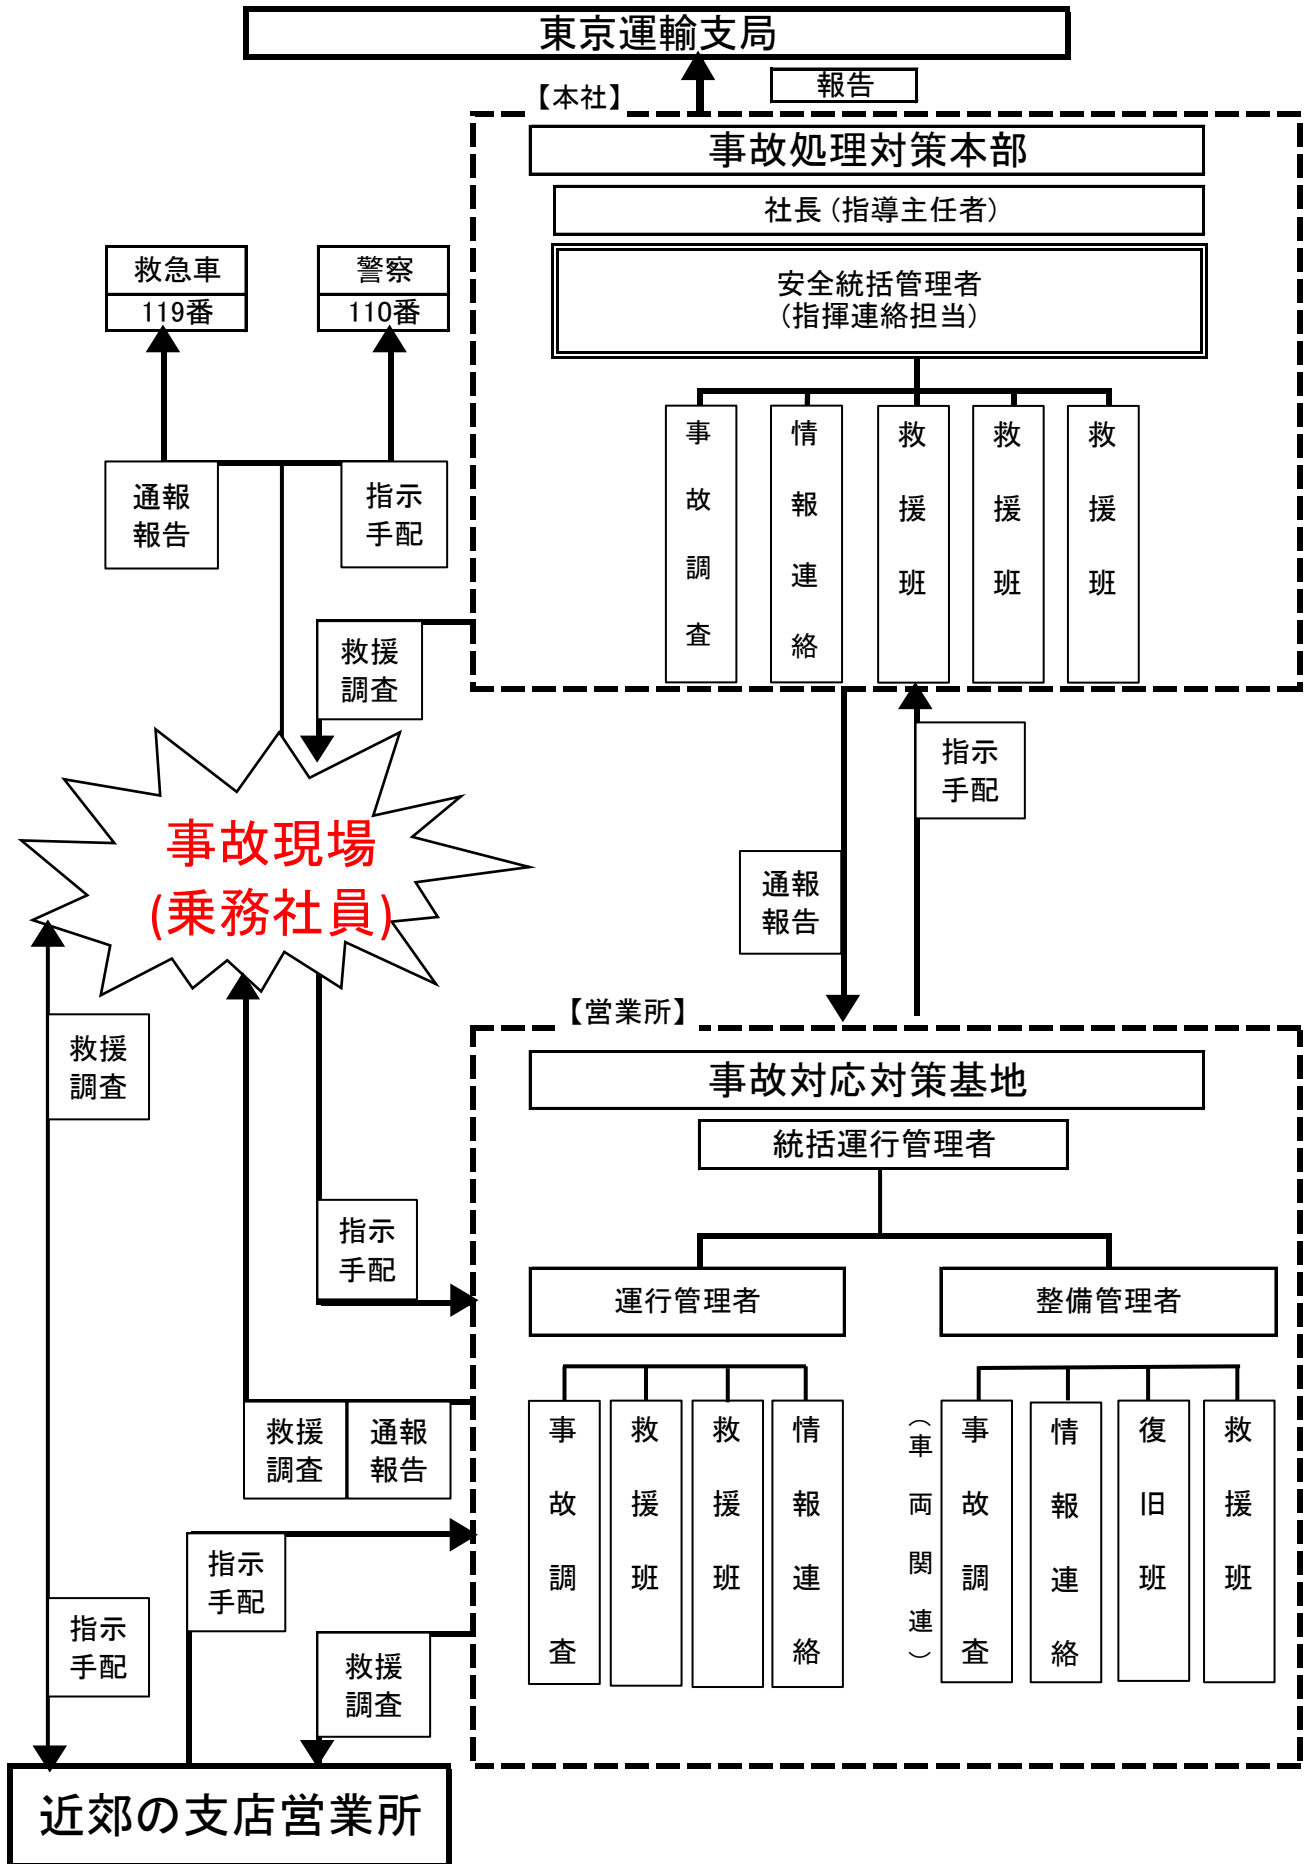 東京運輸支局
報告
【本社】
事故処理対策本部
社長(指導主任者)
安全統括管理者
(指揮連絡担当)
救急車
119番
警察
110番
事故調査
情報連絡
救援班
救援班
救援班
通報
報告
指示
手配
救援
調査
指示
手配
事故現場
(乗務社員)
通報
報告
【営業所】
事故対応対策基地
統括運行管理者
救援
調査
指示
手配
運行管理者
整備管理者
事故調査
救援班
救援班
情報連絡
(車両関連)
事故調査
情報連絡
復旧班
救援班
救援
調査
通報
報告
指示
手配
指示
手配
救援
調査
近郊の支店営業所